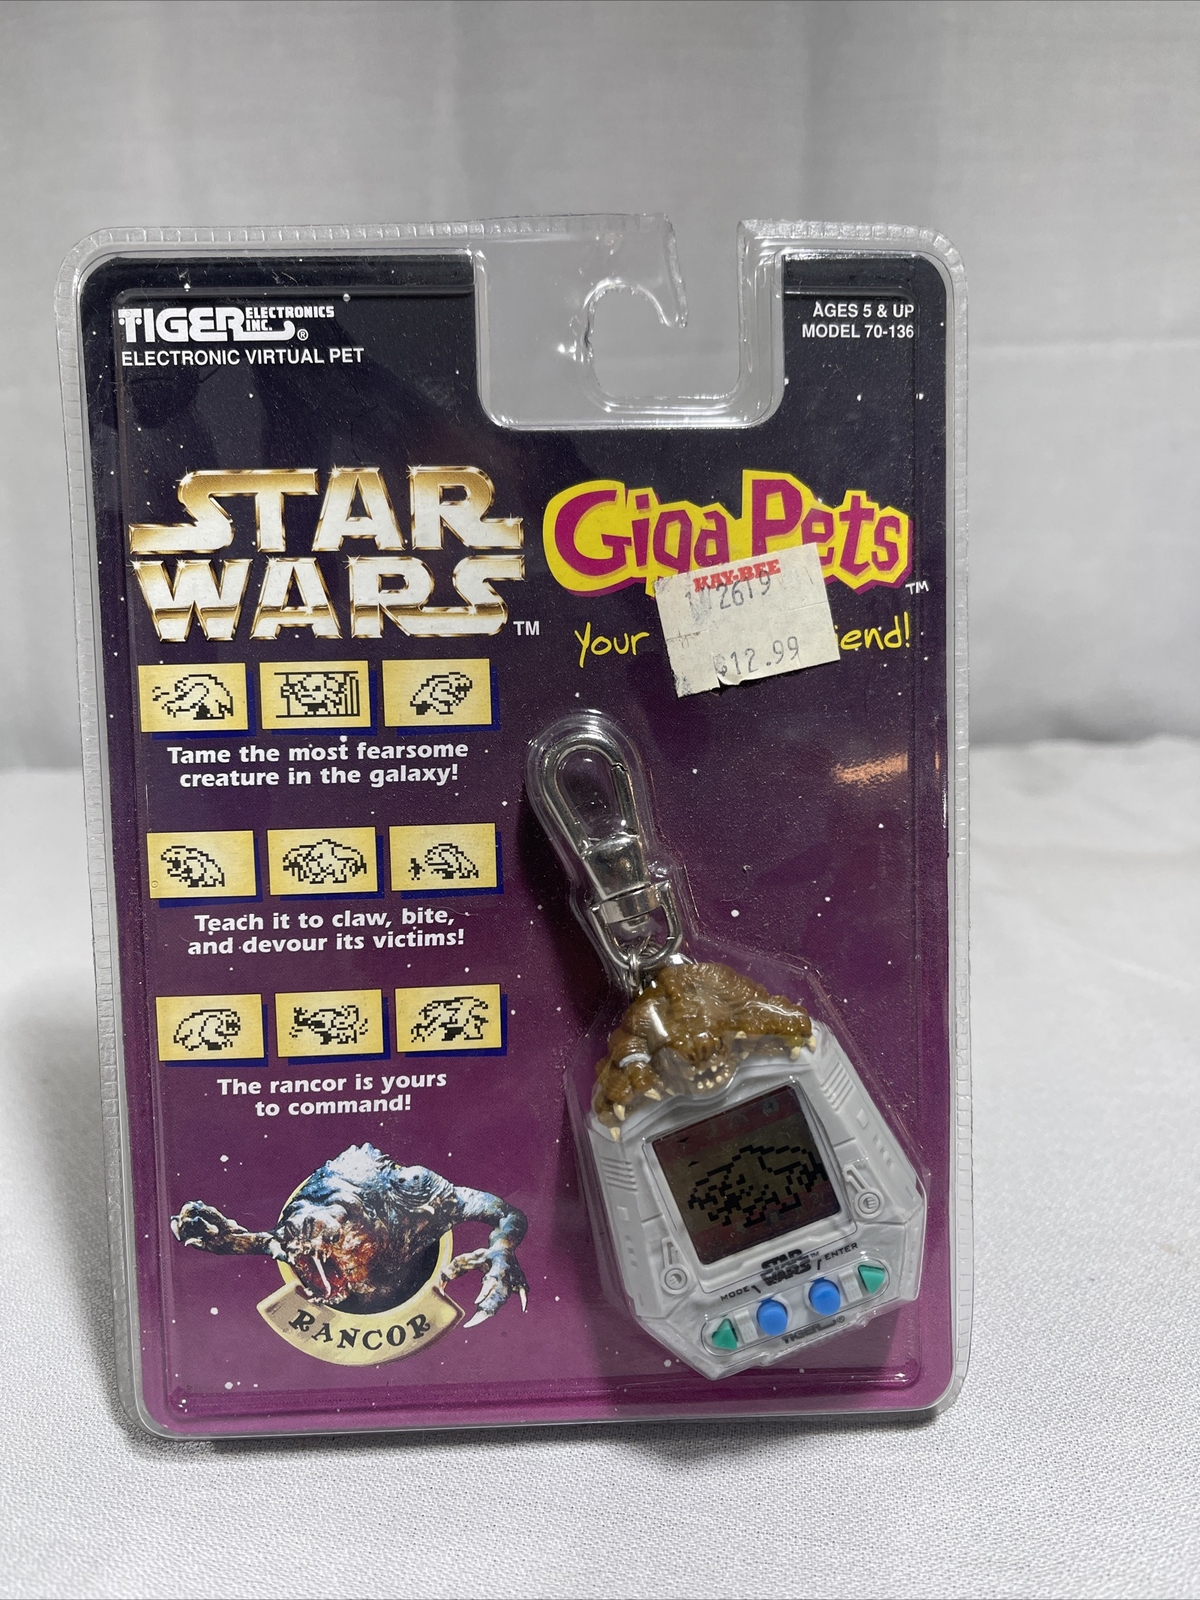 TIGER ELECTRONICS INC. ®
ELECTRONIC VIRTUAL PET
AGES 5 & UP
MODEL 70-136
STAR WARS TM
Giga Pets TM
KAY-BEE
2619
$12.99
your iend!
Tame the most fearsome
creature in the galaxy!
Teach it to claw, bite,
and devour its victims!
The rancor is yours
to command!
RANCOR
STAR WARS TM
MODE
ENTER
TIGER ®